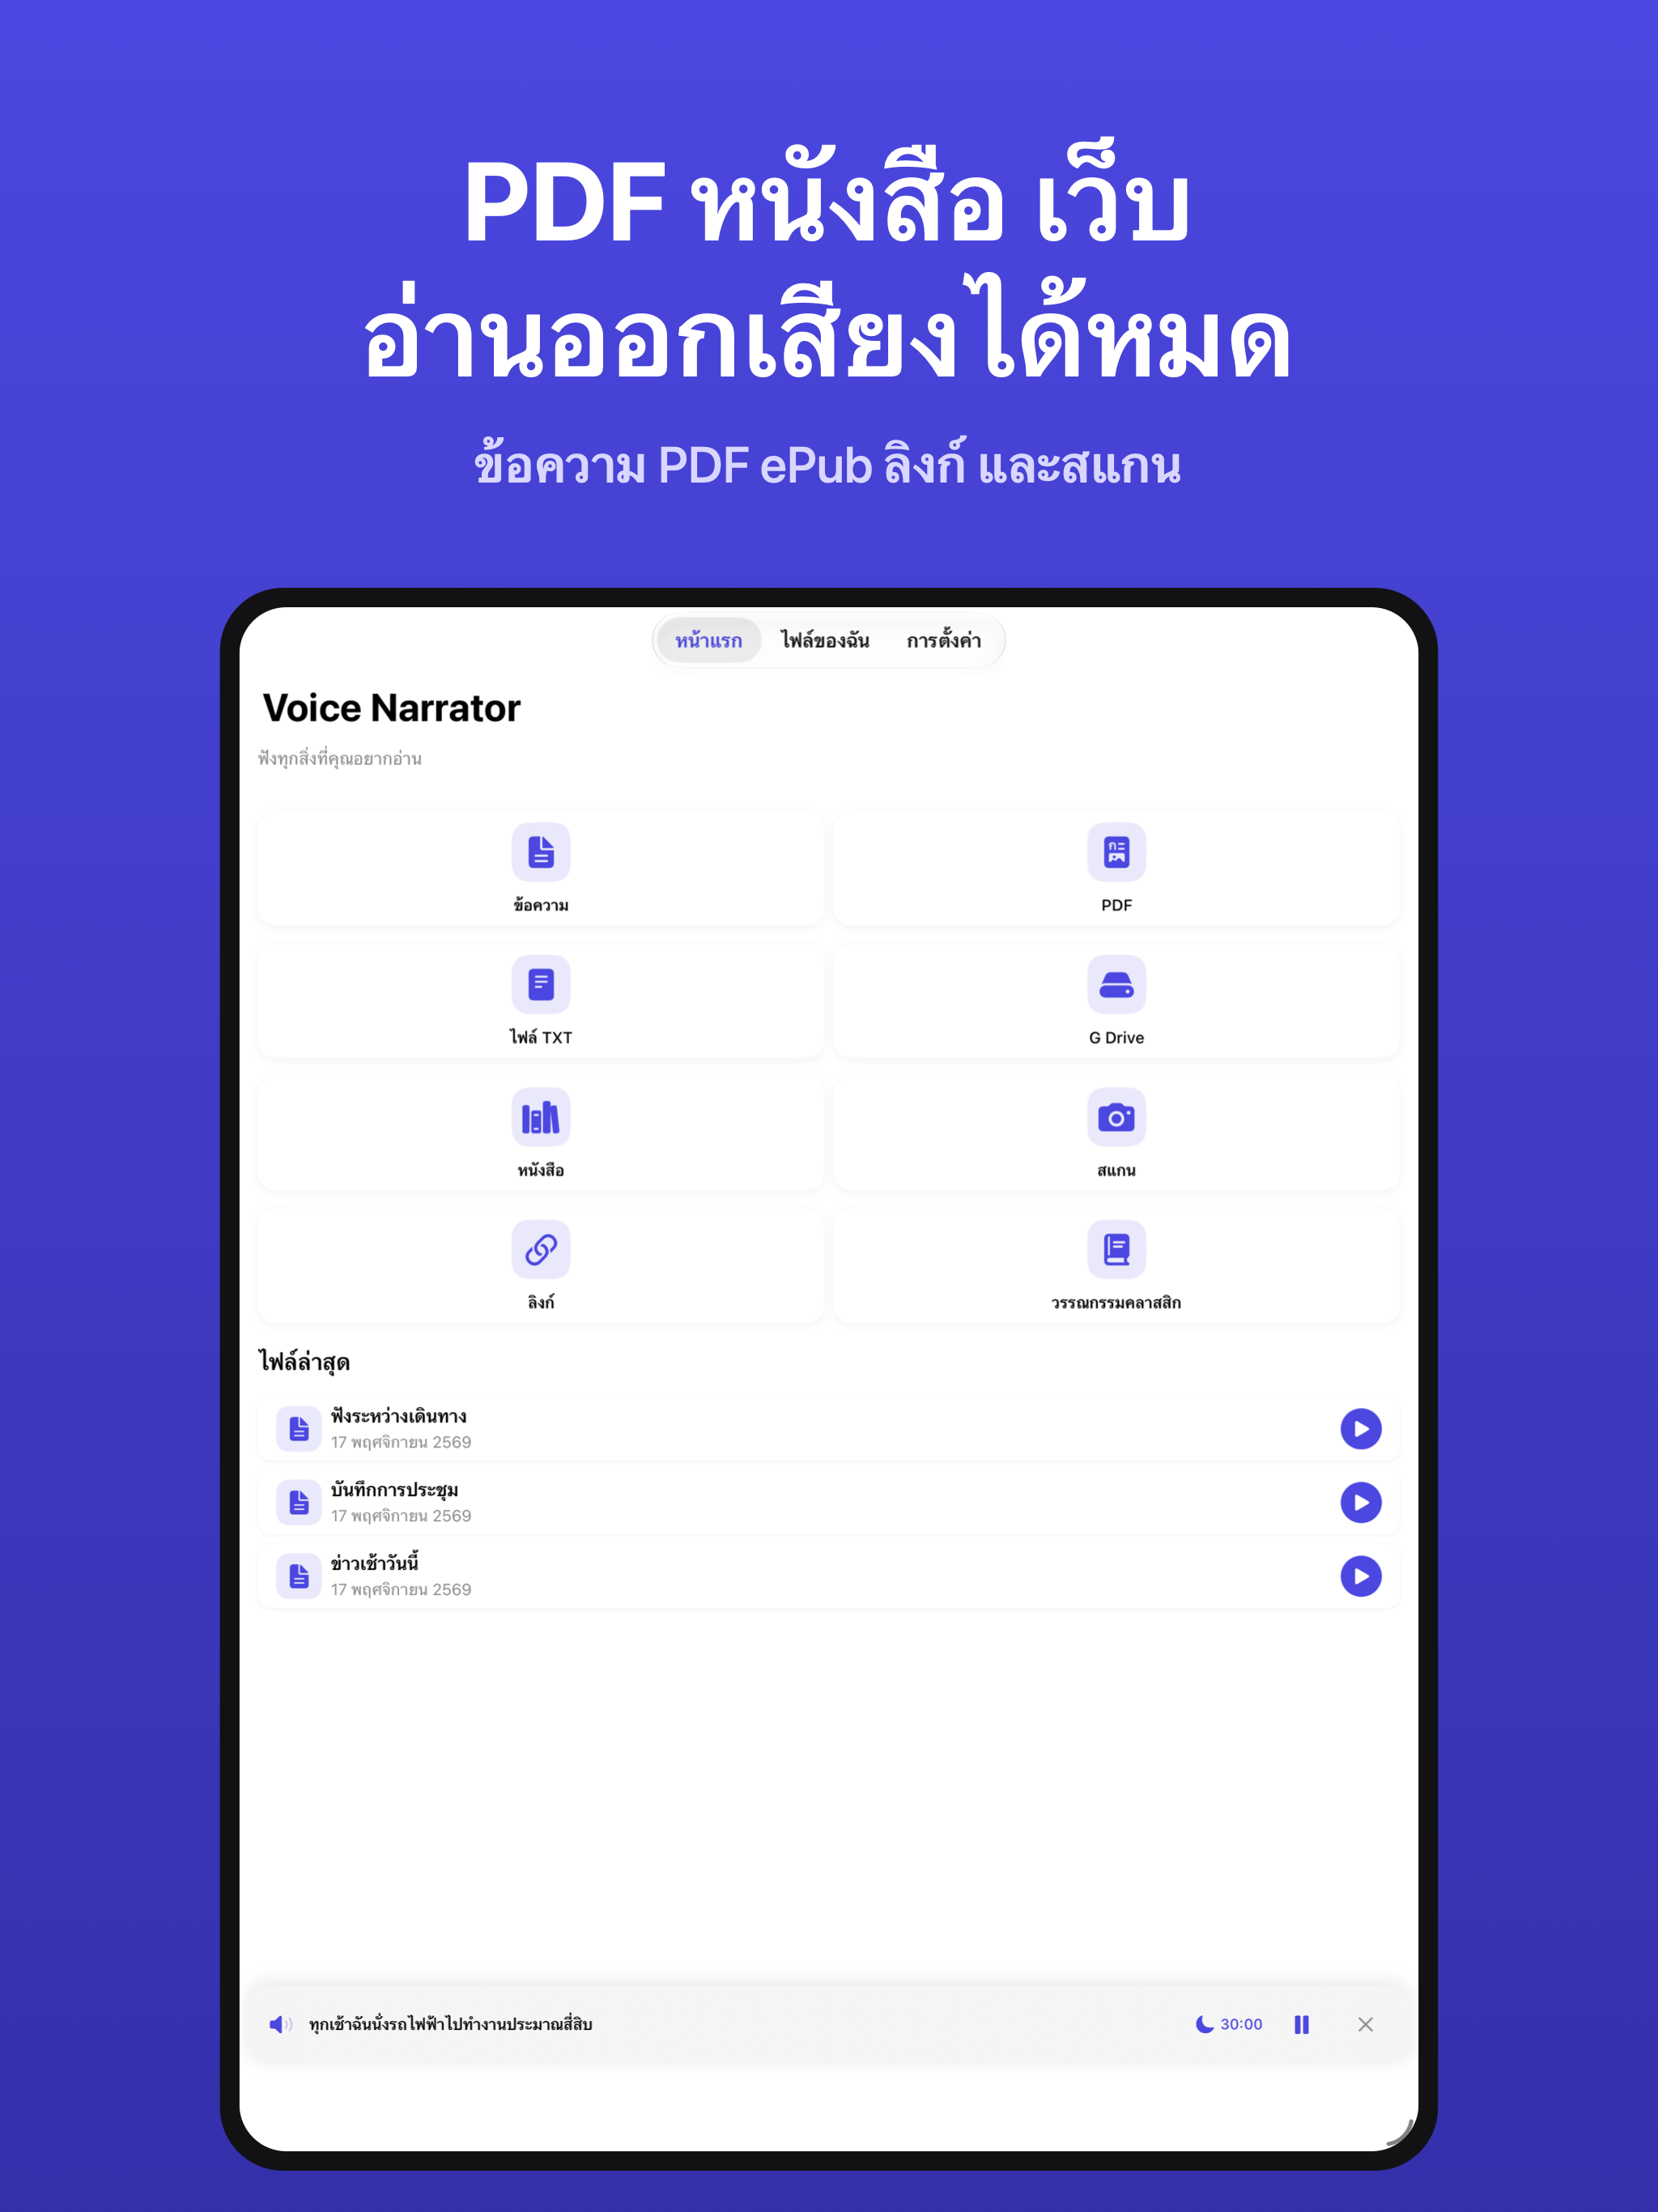 PDF หนังสือ เว็บ
อ่านออกเสียงได้หมด
ข้อความ PDF ePub ลิงก์ และสแกน
หน้าแรก ไฟล์ของฉัน การตั้งค่า
Voice Narrator
ฟังทุกสิ่งที่คุณอยากอ่าน
ข้อความ PDF
ไฟล์ TXT G Drive
หนังสือ สแกน
ลิงก์ วรรณกรรมคลาสสิก
ไฟล์ล่าสุด
ฟังระหว่างเดินทาง
17 พฤศจิกายน 2569
บันทึกการประชุม
17 พฤศจิกายน 2569
ข่าวเช้าวันนี้
17 พฤศจิกายน 2569
ทุกเช้าฉันนั่งรถไฟฟ้าไปทำงานประมาณสี่สิบ 30:00